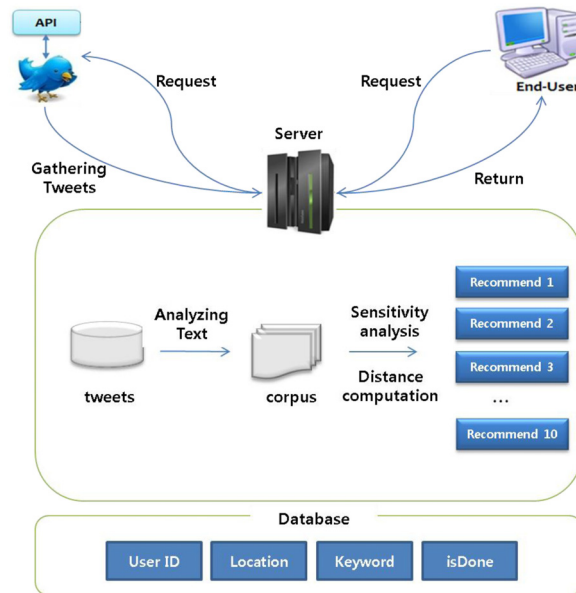 API
Request
Request
End-User
Server
Gathering
Tweets
Return
Analyzing
Text
tweets
corpus
Sensitivity
analysis
Distance
computation
Recommend 1
Recommend 2
Recommend 3
...
Recommend 10
Database
User ID
Location
Keyword
isDone